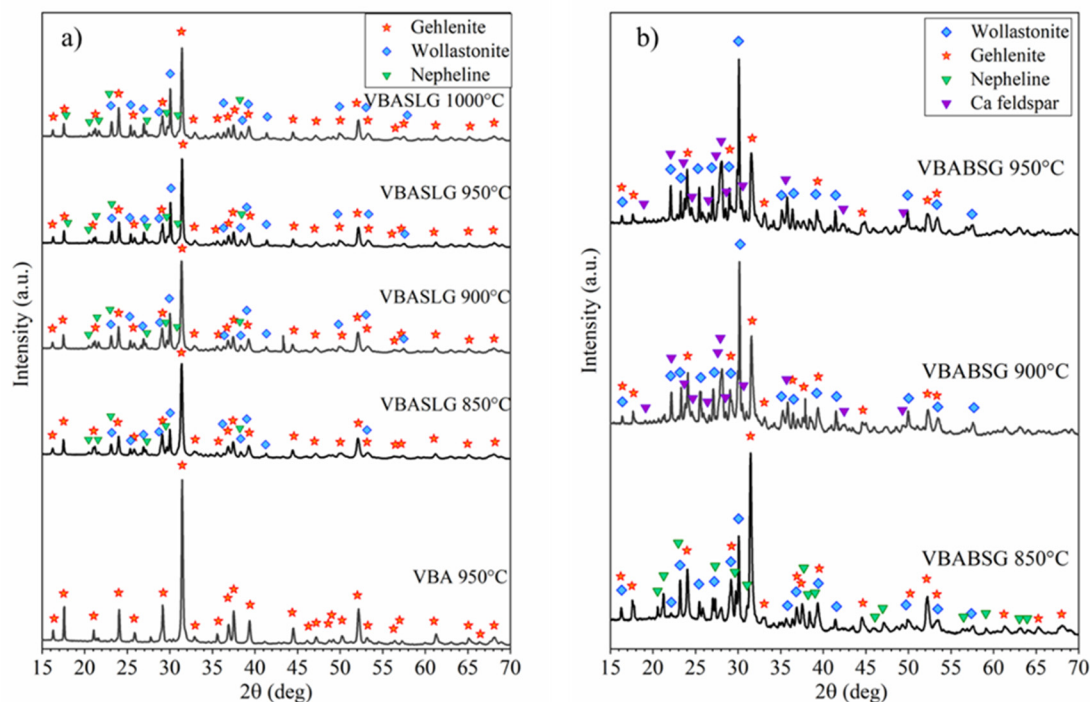 a)
Gehlenite
Wollastonite
Nepheline
VBASLG 1000°C
VBASLG 950°C
VBASLG 900°C
VBASLG 850°C
VBA 950°C
Intensity (a.u.)
15 20 25 30 35 40 45 50 55 60 65 70
2θ (deg)
b)
Wollastonite
Gehlenite
Nepheline
Ca feldspar
VBABSG 950°C
VBABSG 900°C
VBABSG 850°C
Intensity (a.u.)
15 20 25 30 35 40 45 50 55 60 65 70
2θ (deg)